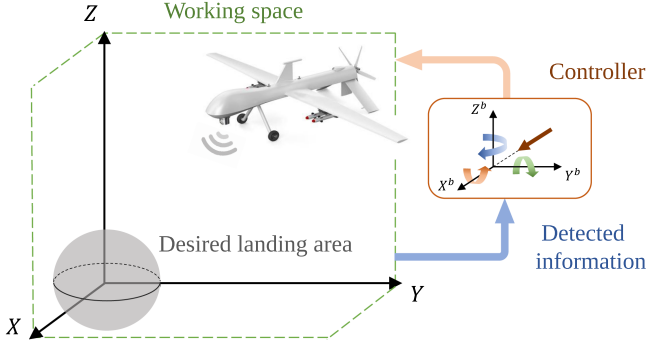 Working space
Z
Controller
Z^b
X^b
Y^b
Desired landing area
Detected
information
Y
X